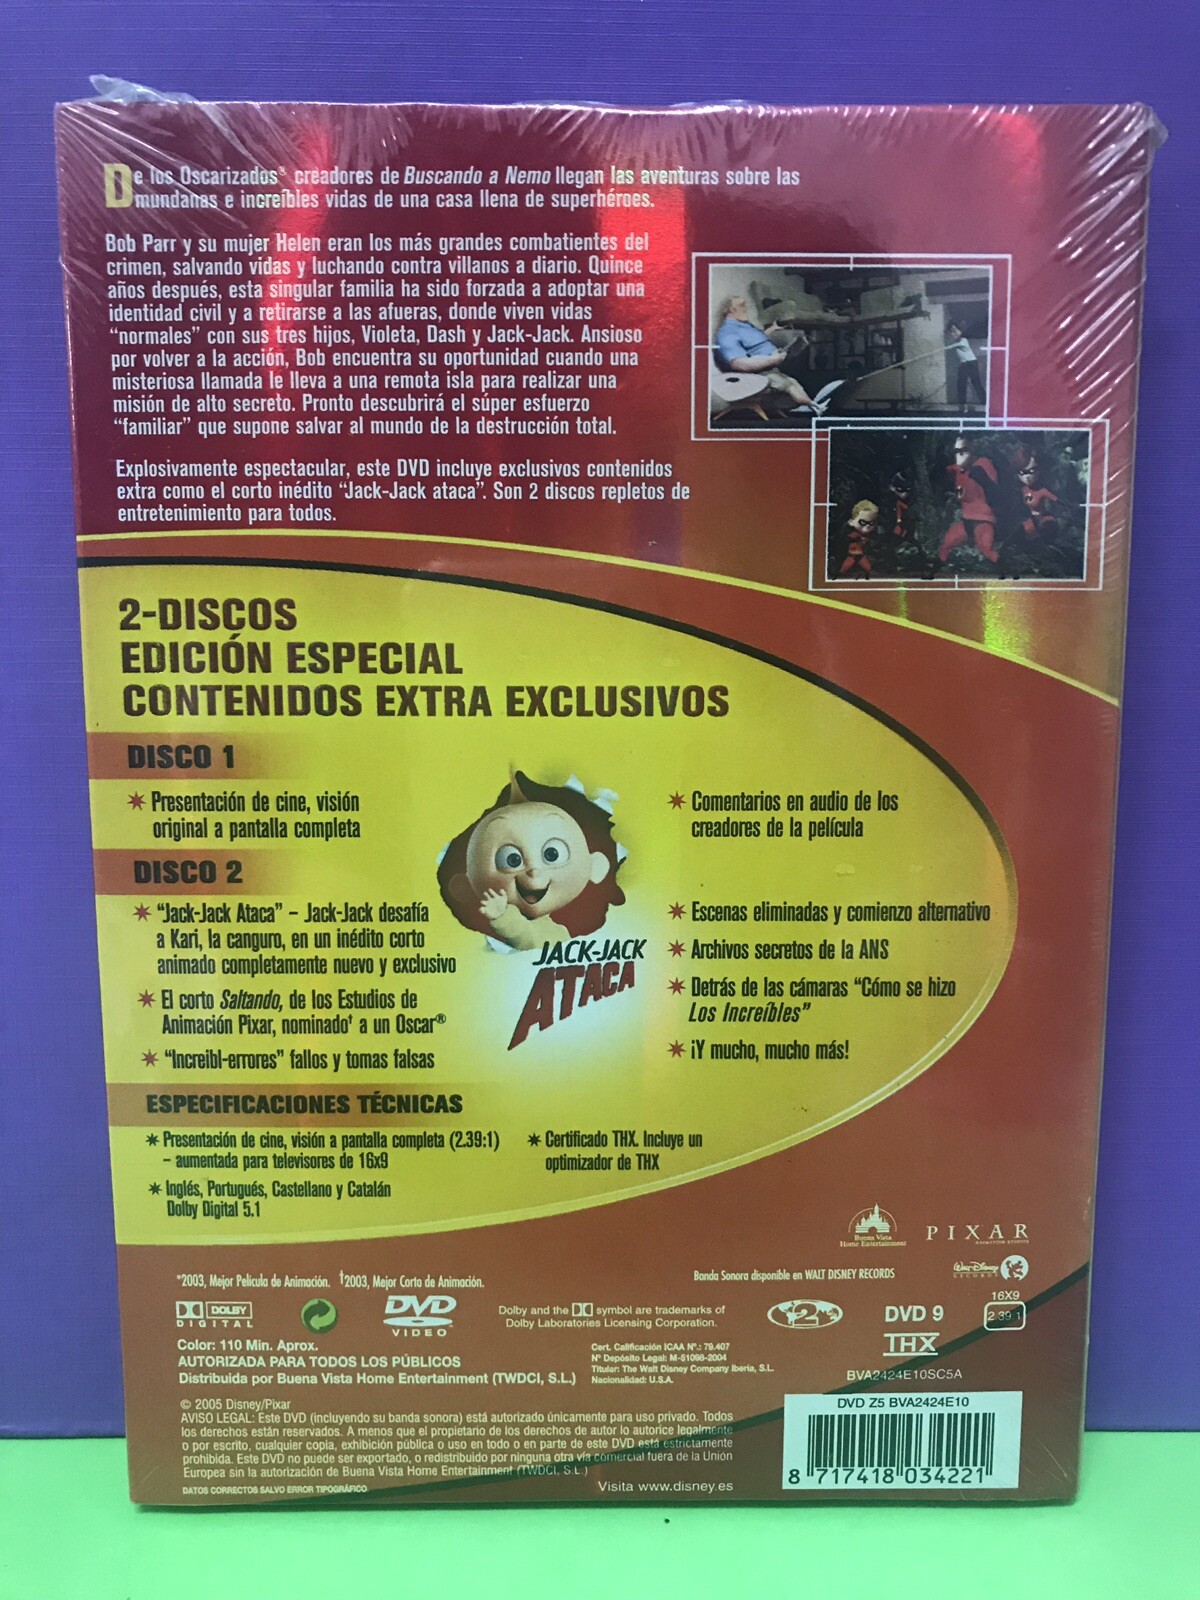 De los Oscarizados* creadores de Buscando a Nemo llegan las aventuras sobre las
mundanas e increíbles vidas de una casa llena de superhéroes.
Bob Parr y su mujer Helen eran los más grandes combatientes del
crimen, salvando vidas y luchando contra villanos a diario. Quince
años después, esta singular familia ha sido forzada a adoptar una
identidad civil y a retirarse a las afueras, donde viven vidas
“normales” con sus tres hijos, Violeta, Dash y Jack-Jack. Ansioso
por volver a la acción, Bob encuentra su oportunidad cuando una
misteriosa llamada le lleva a una remota isla para realizar una
misión de alto secreto. Pronto descubrirá el súper esfuerzo
“familiar” que supone salvar al mundo de la destrucción total.
Explosivamente espectacular, este DVD incluye exclusivos contenidos
extra como el corto inédito “Jack-Jack ataca”. Son 2 discos repletos de
entretenimiento para todos.
2-DISCOS
EDICIÓN ESPECIAL
CONTENIDOS EXTRA EXCLUSIVOS
DISCO 1
Presentación de cine, visión
original a pantalla completa
Comentarios en audio de los
creadores de la película
DISCO 2
“Jack-Jack Ataca” – Jack-Jack desafía
a Kari, la canguro, en un inédito corto
animado completamente nuevo y exclusivo
El corto Saltando, de los Estudios de
Animación Pixar, nominado† a un Oscar®
“Increibl-errores” fallos y tomas falsas
JACK-JACK
ATACA
Escenas eliminadas y comienzo alternativo
Archivos secretos de la ANS
Detrás de las cámaras “Cómo se hizo
Los Increíbles”
¡Y mucho, mucho más!
ESPECIFICACIONES TÉCNICAS
Presentación de cine, visión a pantalla completa (2.39:1)
– aumentada para televisores de 16x9
Inglés, Portugués, Castellano y Catalán
Dolby Digital 5.1
Certificado THX. Incluye un
optimizador de THX
Buena Vista
Home Entertainment
PIXAR
ANIMATION STUDIOS
*2003, Mejor Película de Animación. †2003, Mejor Corto de Animación.
Banda Sonora disponible en WALT DISNEY RECORDS
Walt Disney
RECORDS
DOLBY
DIGITAL
DVD
VIDEO
Dolby and the symbol are trademarks of
Dolby Laboratories Licensing Corporation.
2
DVD 9
THX
16X9
2.39:1
Color: 110 Min. Aprox.
AUTORIZADA PARA TODOS LOS PÚBLICOS
Distribuida por Buena Vista Home Entertainment (TWDCI, S.L.)
Cert. Calificación ICAA Nº.: 79.407
Nº Depósito Legal: M-51098-2004
Titular: The Walt Disney Company Iberia, S.L.
Nacionalidad: U.S.A.
BVA2424E10SC5A
© 2005 Disney/Pixar
AVISO LEGAL: Este DVD (incluyendo su banda sonora) está autorizado únicamente para uso privado. Todos
los derechos están reservados. A menos que el propietario de los derechos de autor lo autorice legalmente
o por escrito, cualquier copia, exhibición pública o uso en todo o en parte de este DVD está estrictamente
prohibida. Este DVD no puede ser exportado, o redistribuido por ninguna otra vía comercial fuera de la Unión
Europea sin la autorización de Buena Vista Home Entertainment (TWDCI, S.L.)
DATOS CORRECTOS SALVO ERROR TIPOGRÁFICO
Visita www.disney.es
DVD Z5 BVA2424E10
8 717418 034221